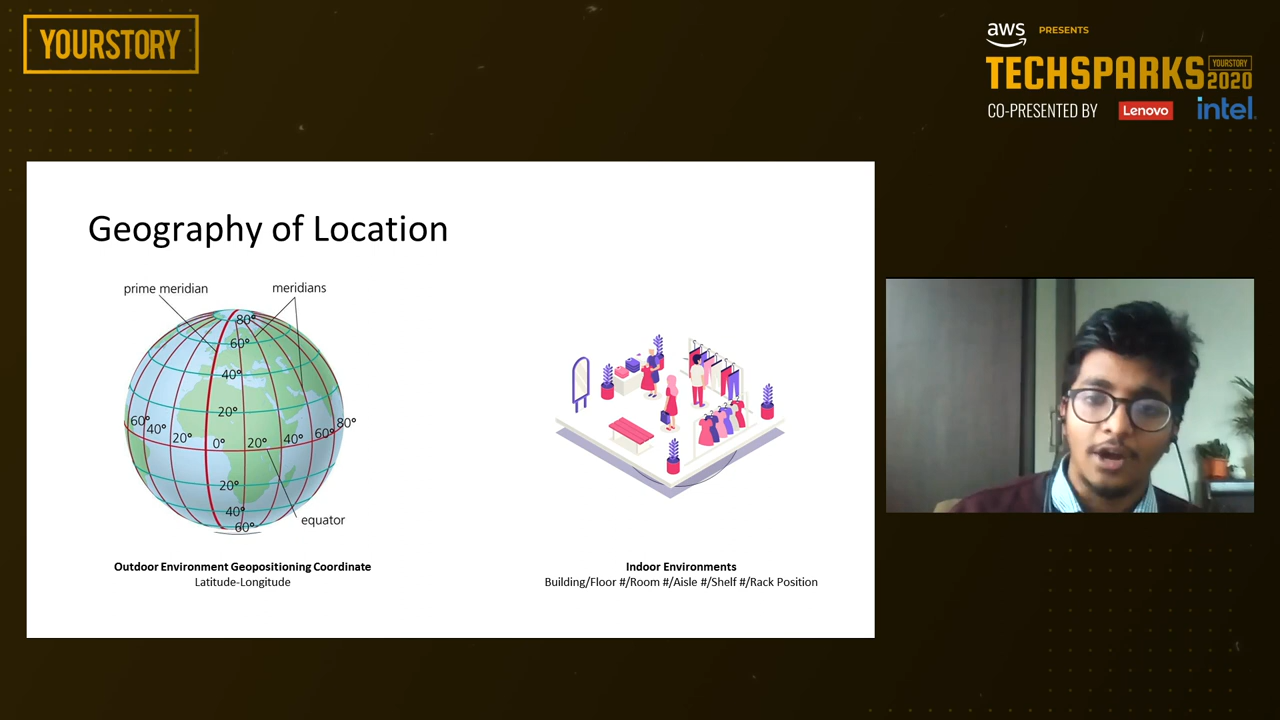 YOURSTORY
aws PRESENTS
TECHSPARKS YOURSTORY 2020
CO-PRESENTED BY Lenovo intel.
Geography of Location
prime meridian
meridians
80°
60°
40°
20°
60° 40° 20° 0° 20° 40° 60° 80°
20°
40°
60°
equator
Outdoor Environment Geopositioning Coordinate
Latitude-Longitude
Indoor Environments
Building/Floor #/Room #/Aisle #/Shelf #/Rack Position